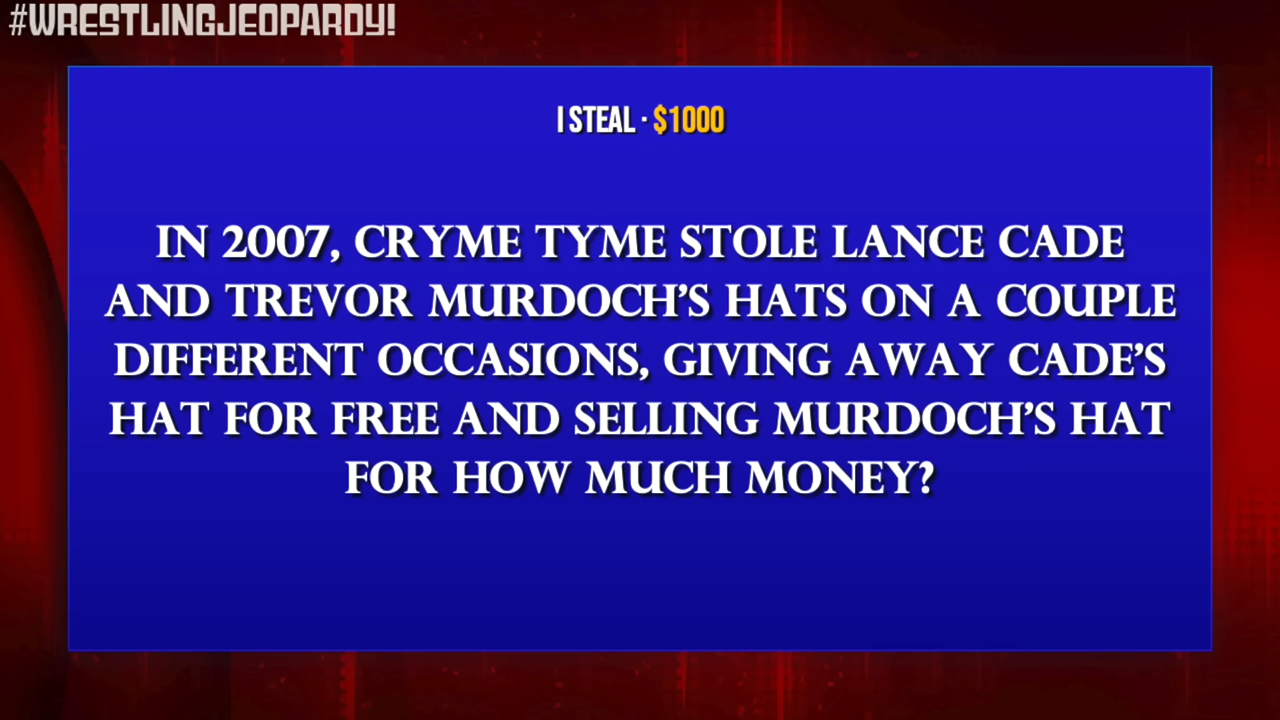 #WRESTLINGJEOPARDY!
I STEAL · $1000
IN 2007, CRYME TYME STOLE LANCE CADE
AND TREVOR MURDOCH'S HATS ON A COUPLE
DIFFERENT OCCASIONS, GIVING AWAY CADE'S
HAT FOR FREE AND SELLING MURDOCH'S HAT
FOR HOW MUCH MONEY?